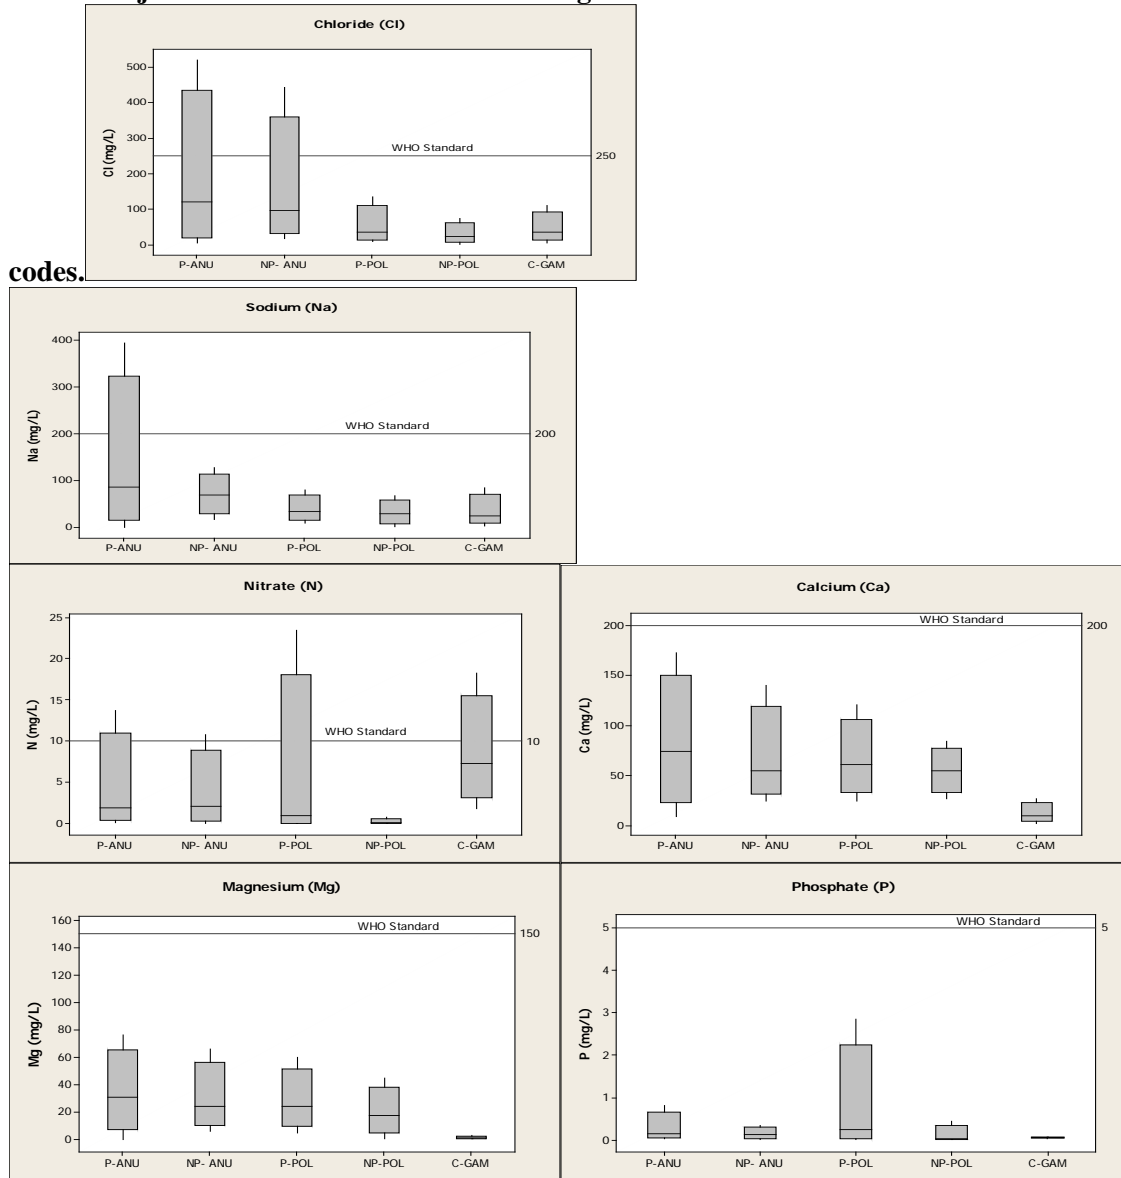 codes.
Chloride (Cl)
Cl (mg/L)
500
400
300
200
100
0
WHO Standard
250
P-ANU NP- ANU P-POL NP-POL C-GAM
Sodium (Na)
Na (mg/L)
400
300
200
100
0
WHO Standard
200
P-ANU NP- ANU P-POL NP-POL C-GAM
Nitrate (N)
N (mg/L)
25
20
15
10
5
0
WHO Standard
10
P-ANU NP- ANU P-POL NP-POL C-GAM
Calcium (Ca)
Ca (mg/L)
200
150
100
50
0
WHO Standard
200
P-ANU NP- ANU P-POL NP-POL C-GAM
Magnesium (Mg)
Mg (mg/L)
160
140
120
100
80
60
40
20
0
WHO Standard
150
P-ANU NP- ANU P-POL NP-POL C-GAM
Phosphate (P)
P (mg/L)
5
4
3
2
1
0
WHO Standard
5
P-ANU NP- ANU P-POL NP-POL C-GAM